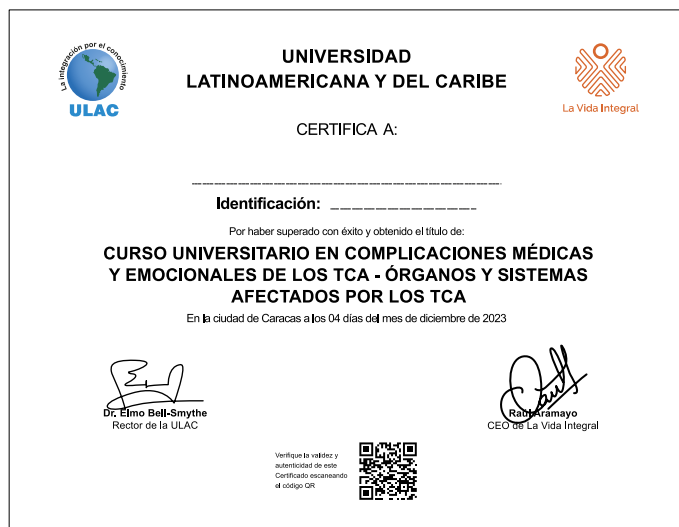 La integración por el conocimiento
ULAC
UNIVERSIDAD
LATINOAMERICANA Y DEL CARIBE
La Vida Integral
CERTIFICA A:
Identificación:
Por haber superado con éxito y obtenido el título de:
CURSO UNIVERSITARIO EN COMPLICACIONES MÉDICAS
Y EMOCIONALES DE LOS TCA - ÓRGANOS Y SISTEMAS
AFECTADOS POR LOS TCA
En la ciudad de Caracas a los 04 días del mes de diciembre de 2023
Dr. Elmo Bell-Smythe
Rector de la ULAC
Raúl Aramayo
CEO de La Vida Integral
Verifique la validez y
autenticidad de este
Certificado escaneando
el código QR